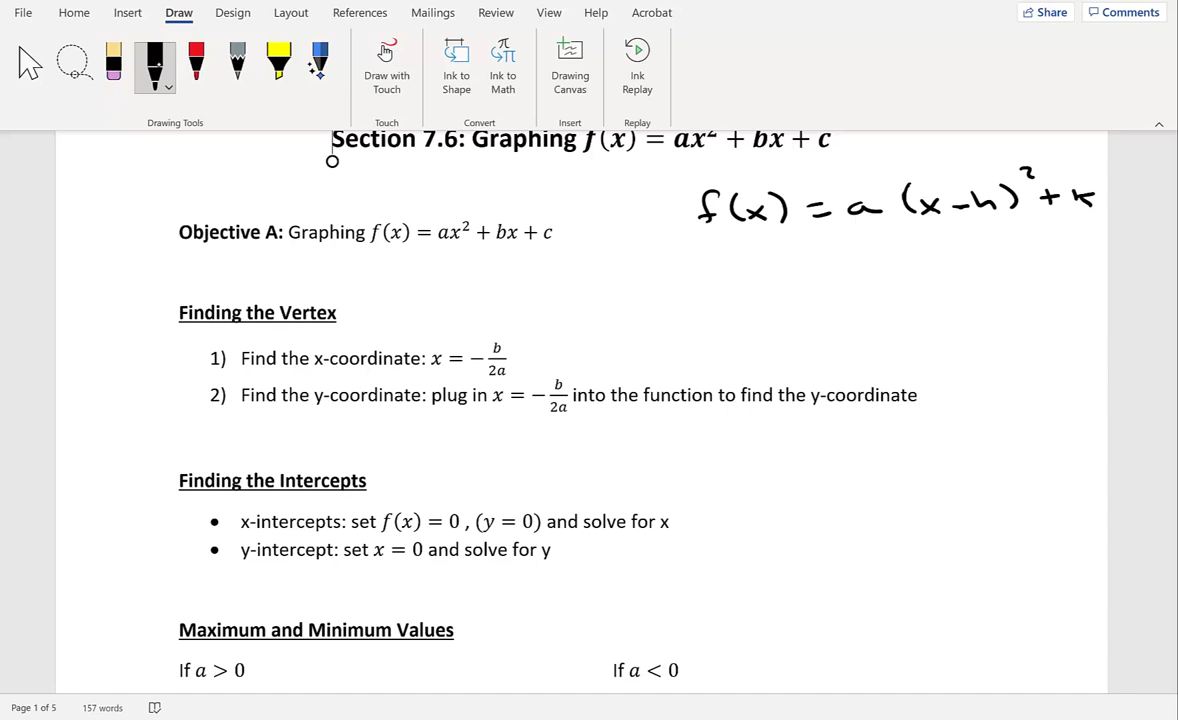 File Home Insert Draw Design Layout References Mailings Review View Help Acrobat Share Comments
Draw with Touch
Ink to Shape
Ink to Math
Drawing Canvas
Ink Replay
Drawing Tools Touch Convert Insert Replay
Section 7.6: Graphing f(x) = ax² + bx + c
f(x) = a (x-h)² + k
Objective A: Graphing f(x) = ax² + bx + c
Finding the Vertex
1) Find the x-coordinate: x = − b/2a
2) Find the y-coordinate: plug in x = − b/2a into the function to find the y-coordinate
Finding the Intercepts
• x-intercepts: set f(x) = 0 , (y = 0) and solve for x
• y-intercept: set x = 0 and solve for y
Maximum and Minimum Values
If a > 0 If a < 0
Page 1 of 5 157 words